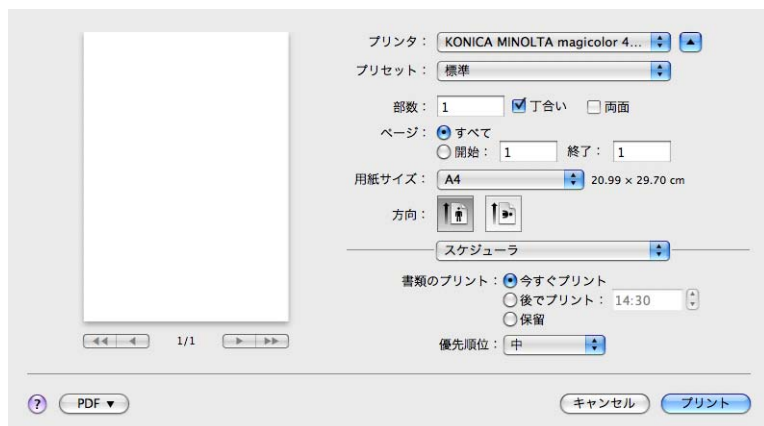 プリンタ： KONICA MINOLTA magicolor 4...
プリセット： 標準
部数： 1 丁合い 両面
ページ： すべて
開始： 1 終了： 1
用紙サイズ： A4 20.99 × 29.70 cm
方向：
スケジューラ
書類のプリント： 今すぐプリント
後でプリント： 14:30
保留
1/1
優先順位： 中
? PDF ▼ キャンセル プリント